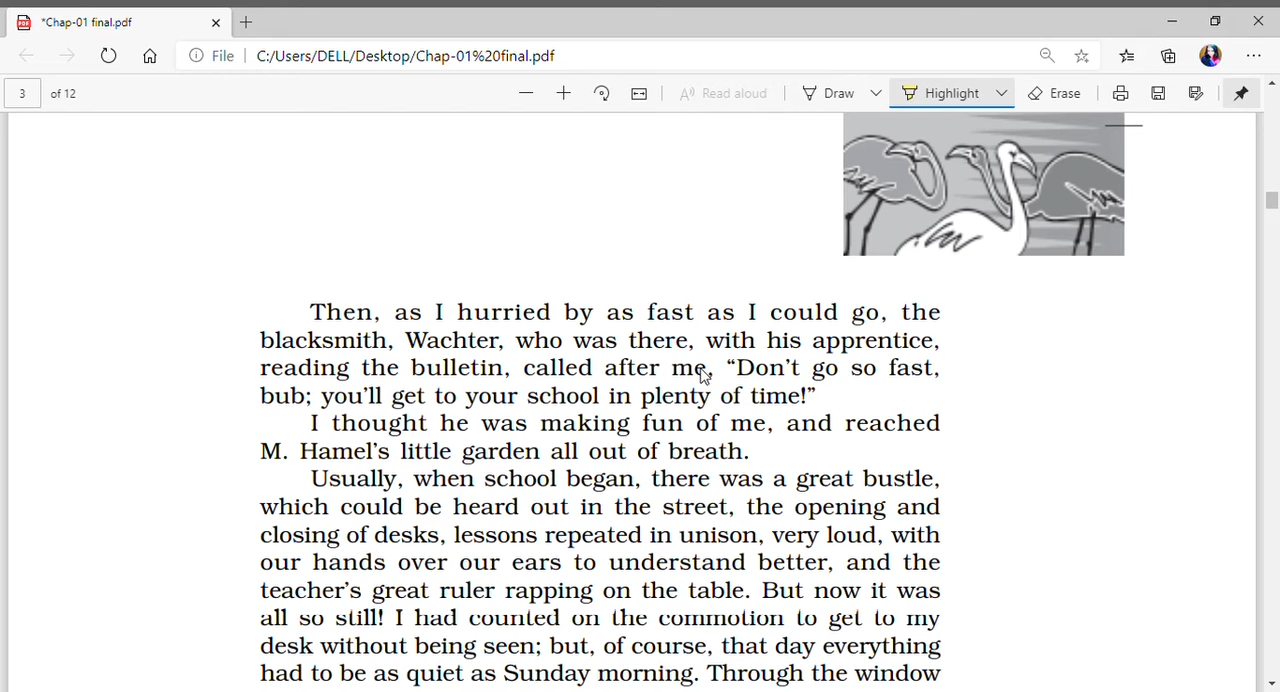 *Chap-01 final.pdf
File C:/Users/DELL/Desktop/Chap-01%20final.pdf
3 of 12 Read aloud Draw Highlight Erase
Then, as I hurried by as fast as I could go, the
blacksmith, Wachter, who was there, with his apprentice,
reading the bulletin, called after me, “Don’t go so fast,
bub; you’ll get to your school in plenty of time!”
I thought he was making fun of me, and reached
M. Hamel’s little garden all out of breath.
Usually, when school began, there was a great bustle,
which could be heard out in the street, the opening and
closing of desks, lessons repeated in unison, very loud, with
our hands over our ears to understand better, and the
teacher’s great ruler rapping on the table. But now it was
all so still! I had counted on the commotion to get to my
desk without being seen; but, of course, that day everything
had to be as quiet as Sunday morning. Through the window